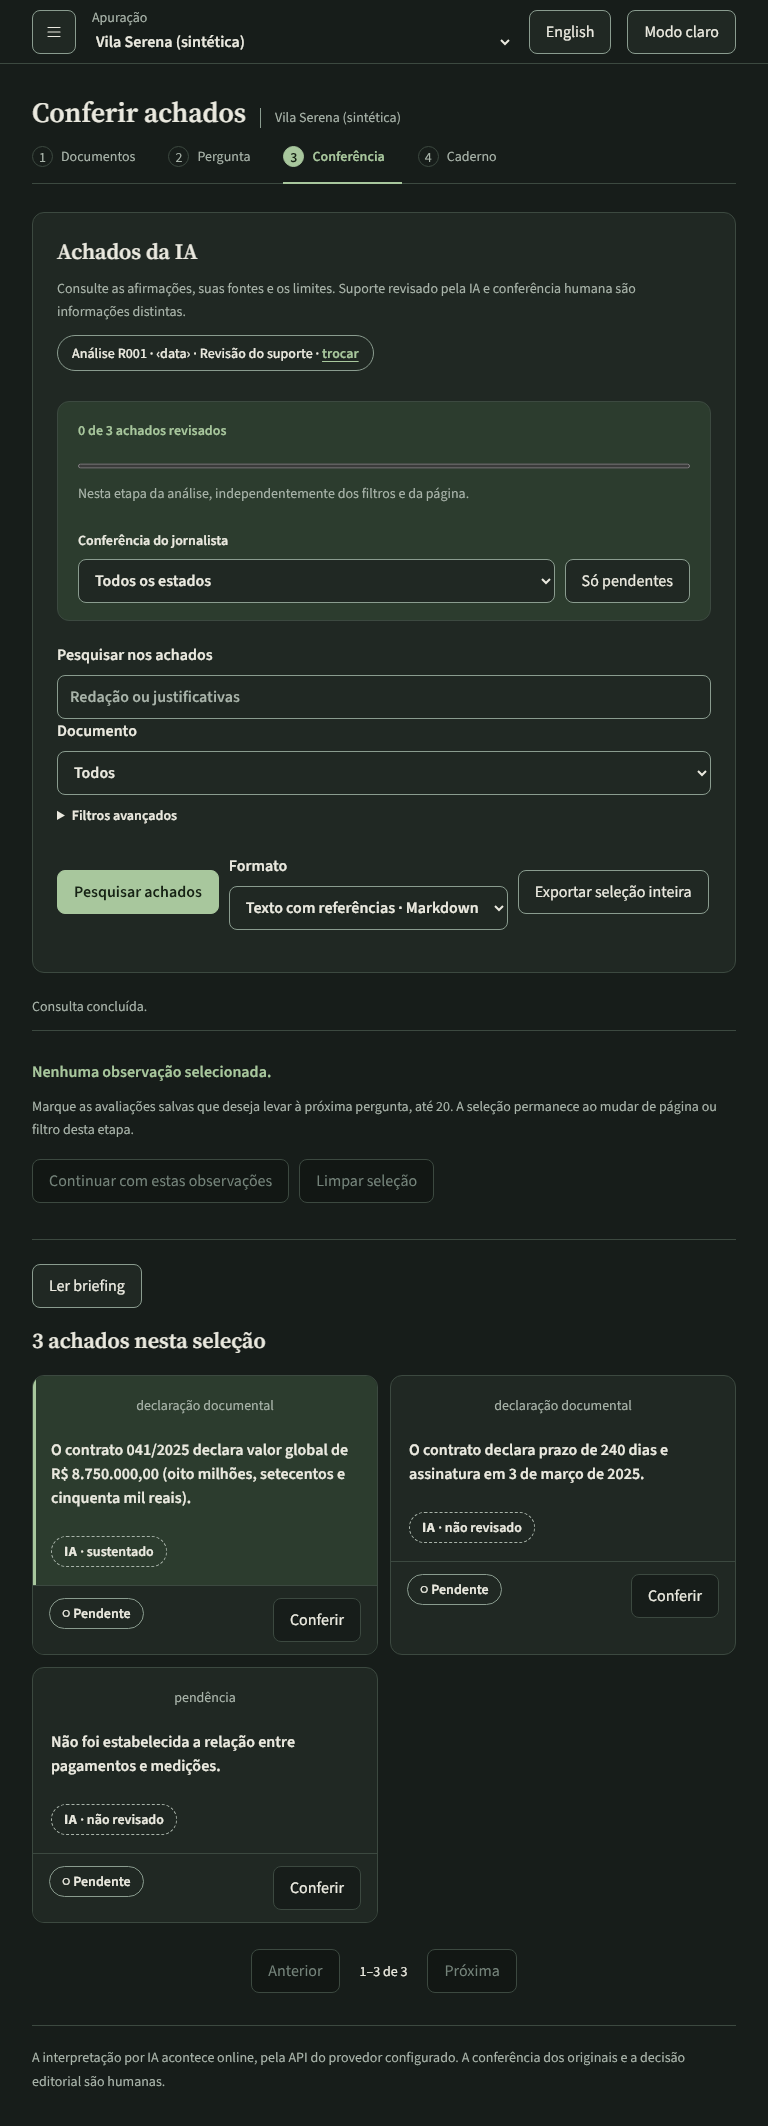 Apuração
Vila Serena (sintética)
English
Modo claro
Conferir achados
Vila Serena (sintética)
1 Documentos
2 Pergunta
3 Conferência
4 Caderno
Achados da IA
Consulte as afirmações, suas fontes e os limites. Suporte revisado pela IA e conferência humana são
informações distintas.
Análise R001 · ‹data› · Revisão do suporte · trocar
0 de 3 achados revisados
Nesta etapa da análise, independentemente dos filtros e da página.
Conferência do jornalista
Todos os estados
Só pendentes
Pesquisar nos achados
Redação ou justificativas
Documento
Todos
Filtros avançados
Pesquisar achados
Formato
Texto com referências · Markdown
Exportar seleção inteira
Consulta concluída.
Nenhuma observação selecionada.
Marque as avaliações salvas que deseja levar à próxima pergunta, até 20. A seleção permanece ao mudar de página ou
filtro desta etapa.
Continuar com estas observações
Limpar seleção
Ler briefing
3 achados nesta seleção
declaração documental
O contrato 041/2025 declara valor global de
R$ 8.750.000,00 (oito milhões, setecentos e
cinquenta mil reais).
IA · sustentado
Pendente
Conferir
declaração documental
O contrato declara prazo de 240 dias e
assinatura em 3 de março de 2025.
IA · não revisado
Pendente
Conferir
pendência
Não foi estabelecida a relação entre
pagamentos e medições.
IA · não revisado
Pendente
Conferir
Anterior
1–3 de 3
Próxima
A interpretação por IA acontece online, pela API do provedor configurado. A conferência dos originais e a decisão
editorial são humanas.